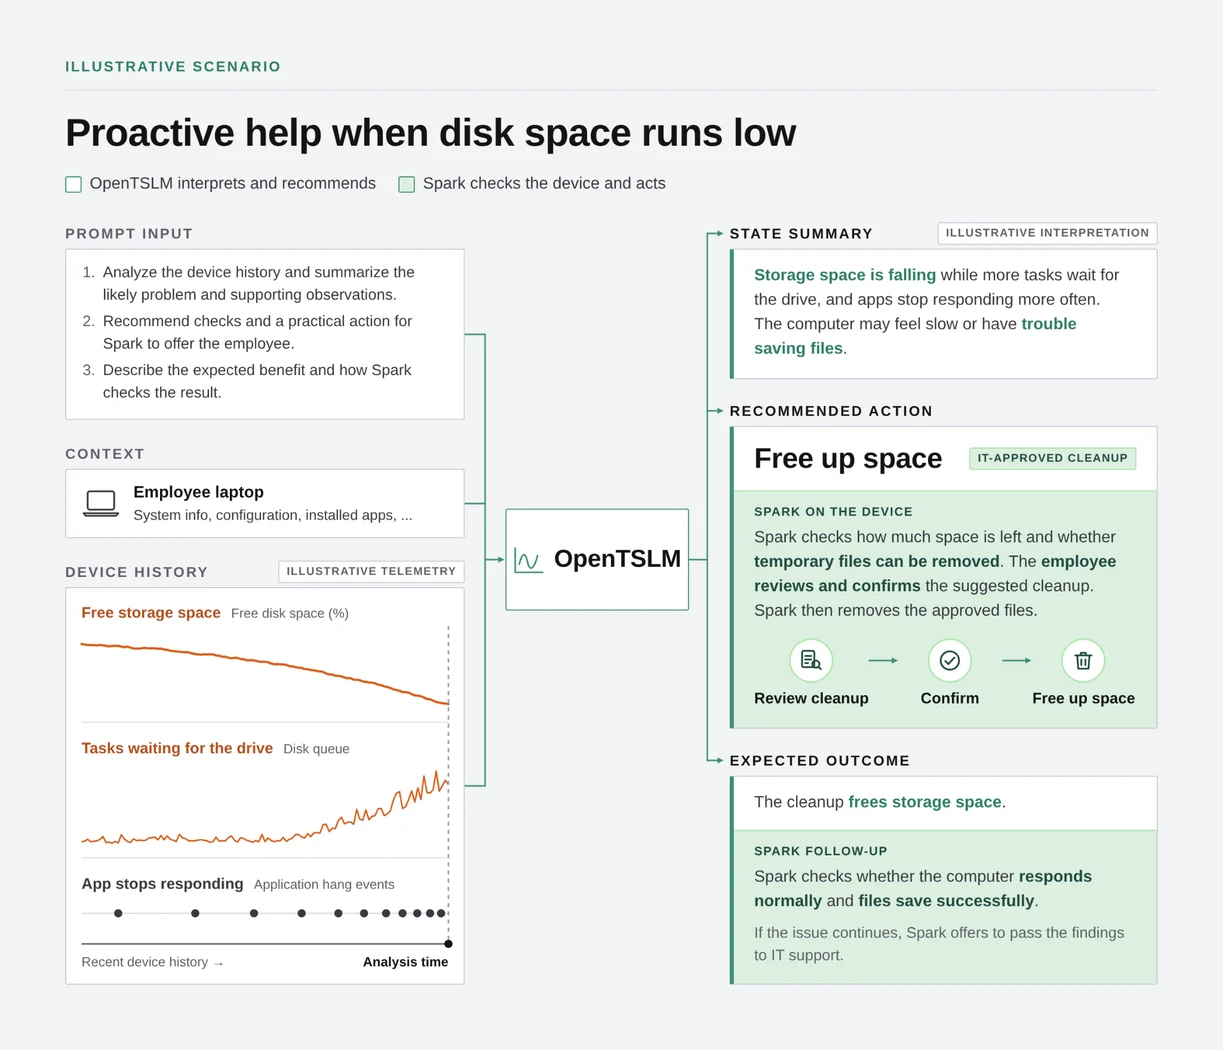 ILLUSTRATIVE SCENARIO
Proactive help when disk space runs low
OpenTSLM interprets and recommends
Spark checks the device and acts
PROMPT INPUT
1. Analyze the device history and summarize the
likely problem and supporting observations.
2. Recommend checks and a practical action for
Spark to offer the employee.
3. Describe the expected benefit and how Spark
checks the result.
CONTEXT
Employee laptop
System info, configuration, installed apps, ...
DEVICE HISTORY
ILLUSTRATIVE TELEMETRY
Free storage space Free disk space (%)
Tasks waiting for the drive Disk queue
App stops responding Application hang events
Recent device history →
Analysis time
OpenTSLM
STATE SUMMARY
ILLUSTRATIVE INTERPRETATION
Storage space is falling while more tasks wait for
the drive, and apps stop responding more often.
The computer may feel slow or have trouble
saving files.
RECOMMENDED ACTION
Free up space
IT-APPROVED CLEANUP
SPARK ON THE DEVICE
Spark checks how much space is left and whether
temporary files can be removed. The employee
reviews and confirms the suggested cleanup.
Spark then removes the approved files.
Review cleanup
Confirm
Free up space
EXPECTED OUTCOME
The cleanup frees storage space.
SPARK FOLLOW-UP
Spark checks whether the computer responds
normally and files save successfully.
If the issue continues, Spark offers to pass the findings
to IT support.